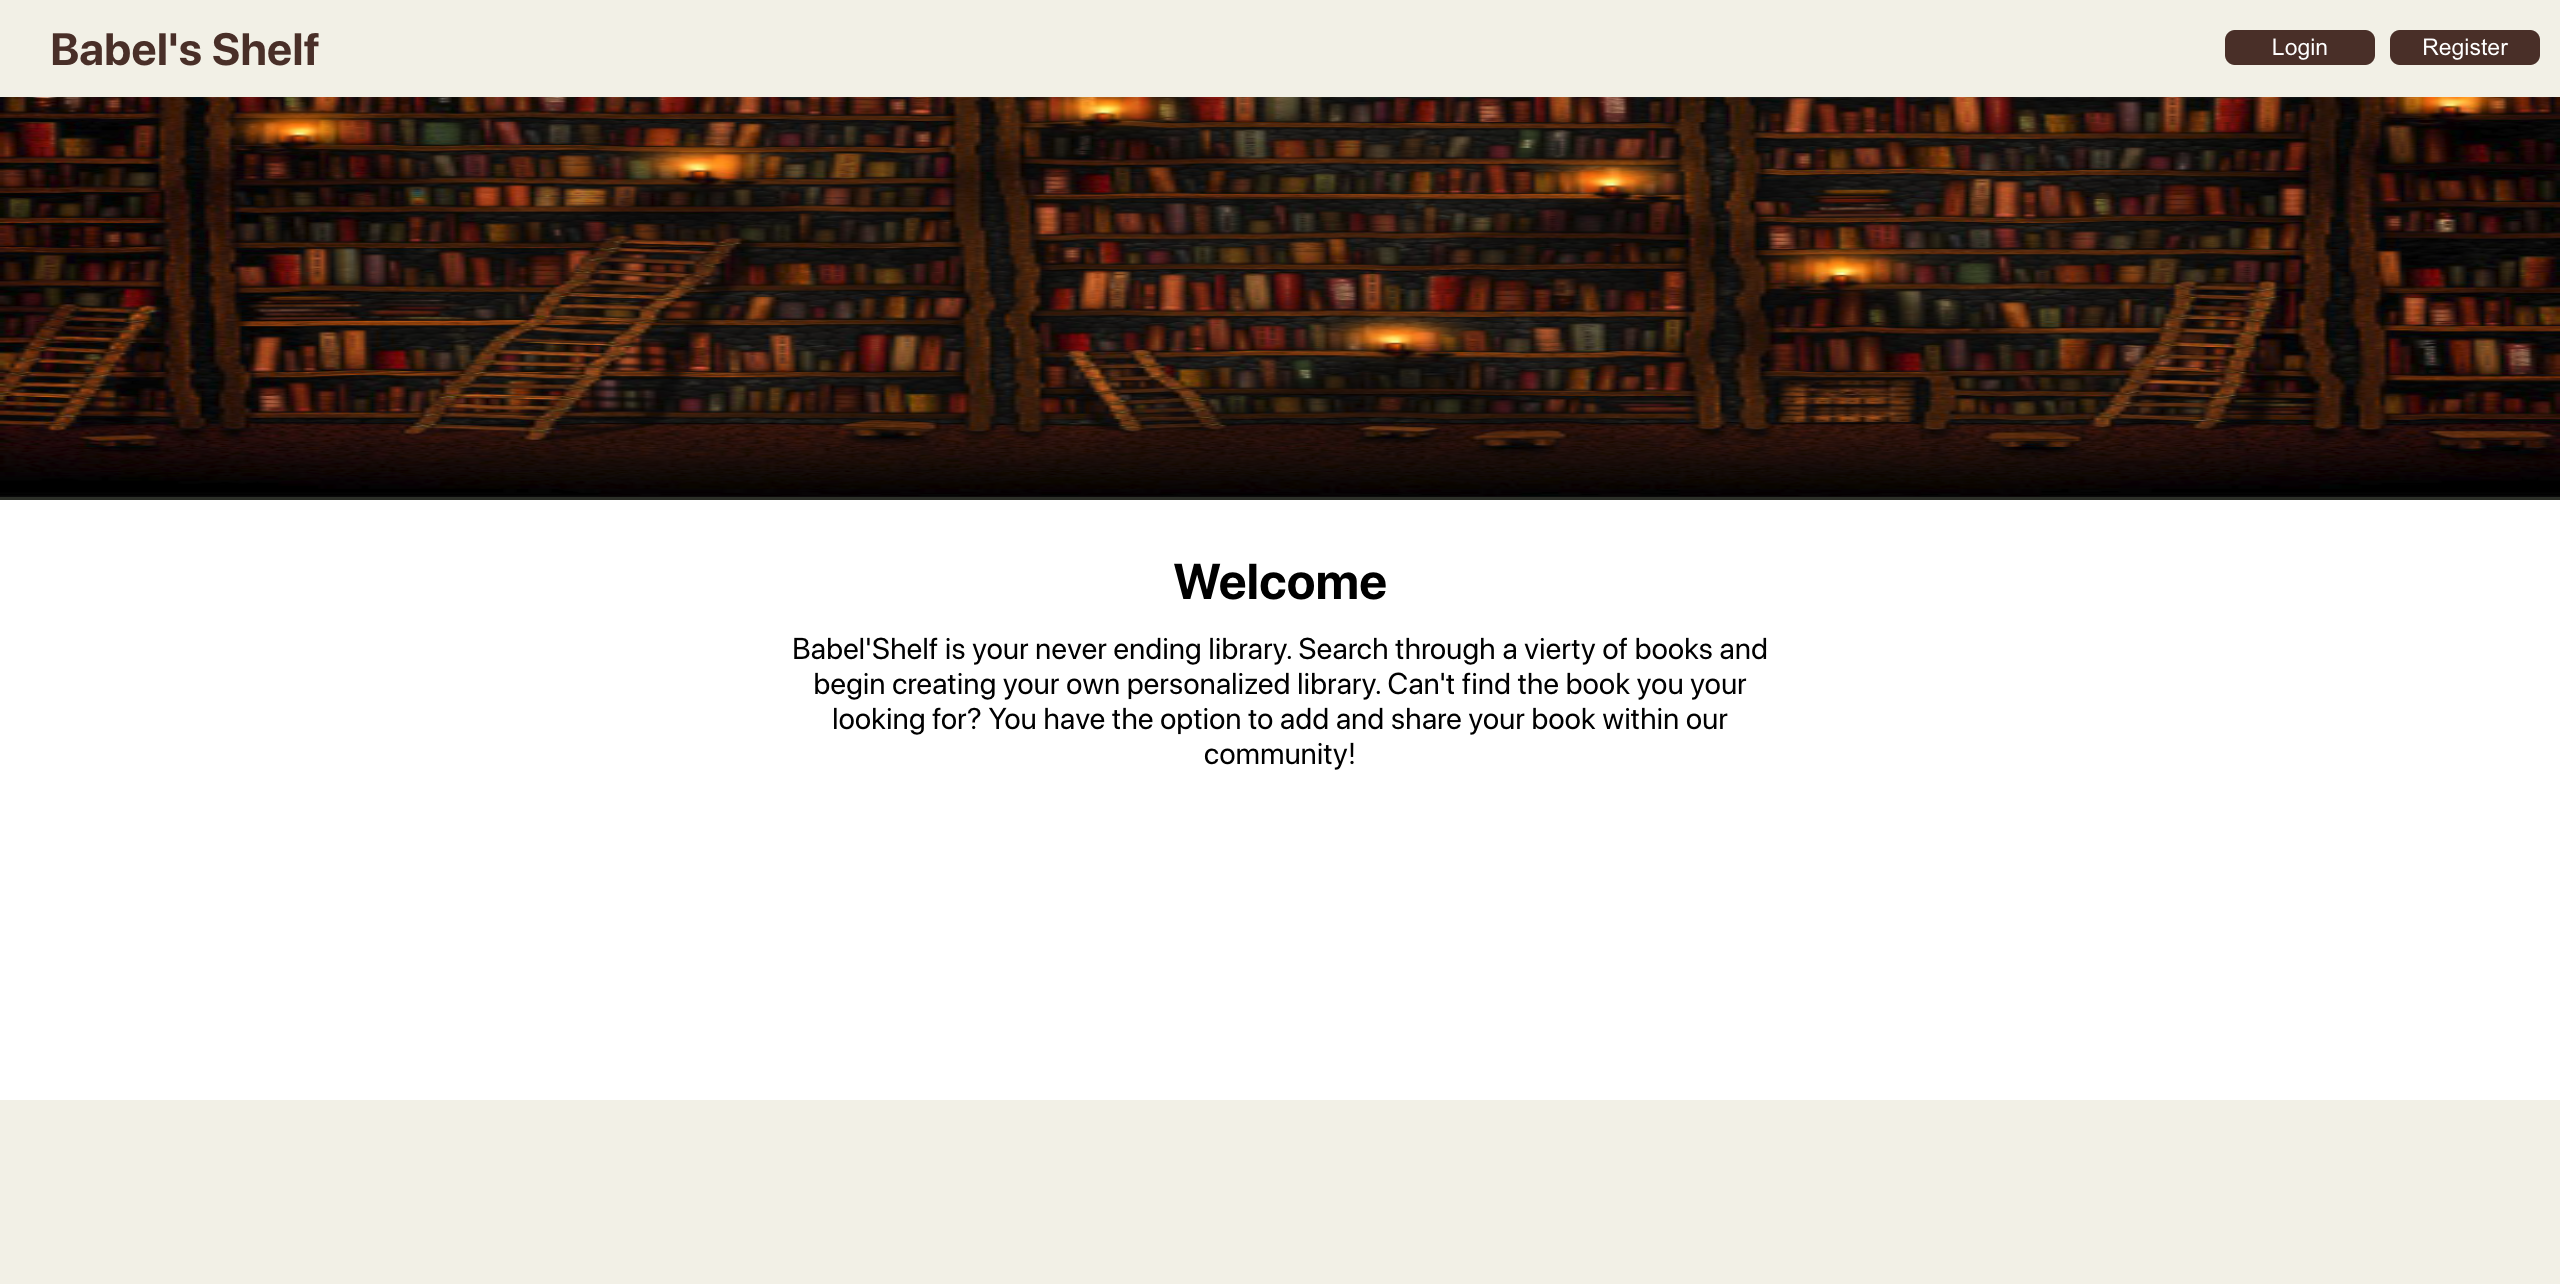 Babel's Shelf
Login
Register
Welcome
Babel'Shelf is your never ending library. Search through a vierty of books and
begin creating your own personalized library. Can't find the book you your
looking for? You have the option to add and share your book within our
community!